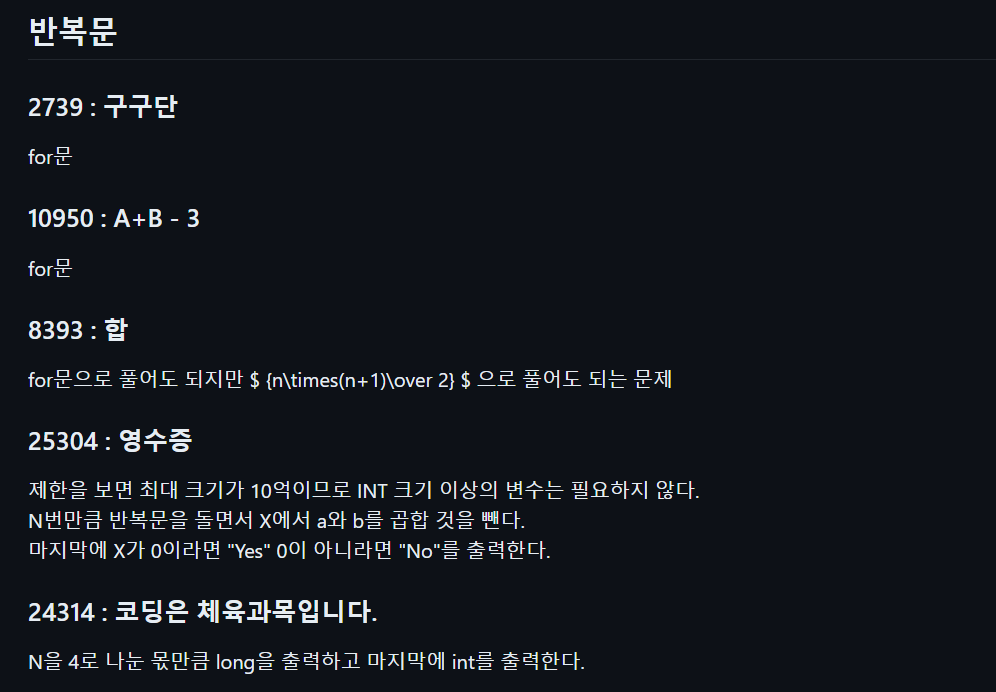 반복문
2739 : 구구단
for문
10950 : A+B - 3
for문
8393 : 합
for문으로 풀어도 되지만 $ {n\times(n+1)\over 2} $ 으로 풀어도 되는 문제
25304 : 영수증
제한을 보면 최대 크기가 10억이므로 INT 크기 이상의 변수는 필요하지 않다.
N번만큼 반복문을 돌면서 X에서 a와 b를 곱합 것을 뺀다.
마지막에 X가 0이라면 "Yes" 0이 아니라면 "No"를 출력한다.
24314 : 코딩은 체육과목입니다.
N을 4로 나눈 몫만큼 long을 출력하고 마지막에 int를 출력한다.